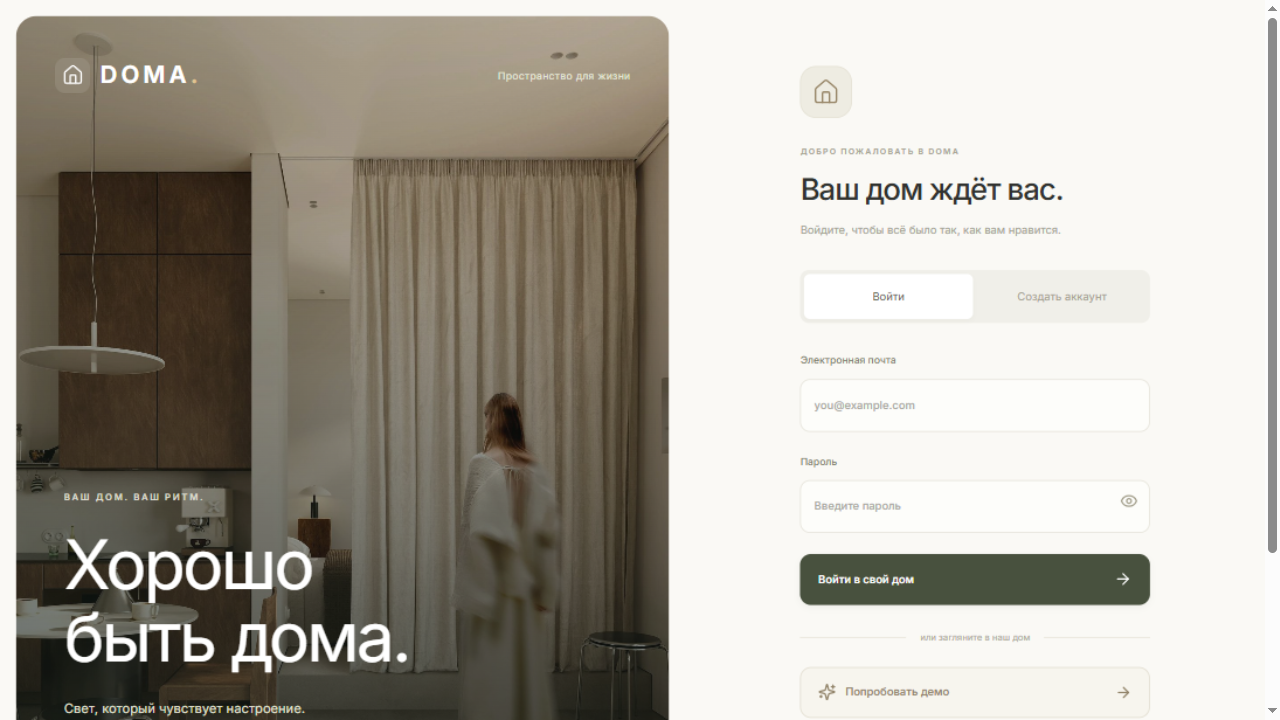 DOMA.
Пространство для жизни
ВАШ ДОМ. ВАШ РИТМ.
Хорошо
быть дома.
Свет, который чувствует настроение.
ДОБРО ПОЖАЛОВАТЬ В DOMA
Ваш дом ждёт вас.
Войдите, чтобы всё было так, как вам нравится.
Войти
Создать аккаунт
Электронная почта
you@example.com
Пароль
Введите пароль
Войти в свой дом
или загляните в наш дом
Попробовать демо